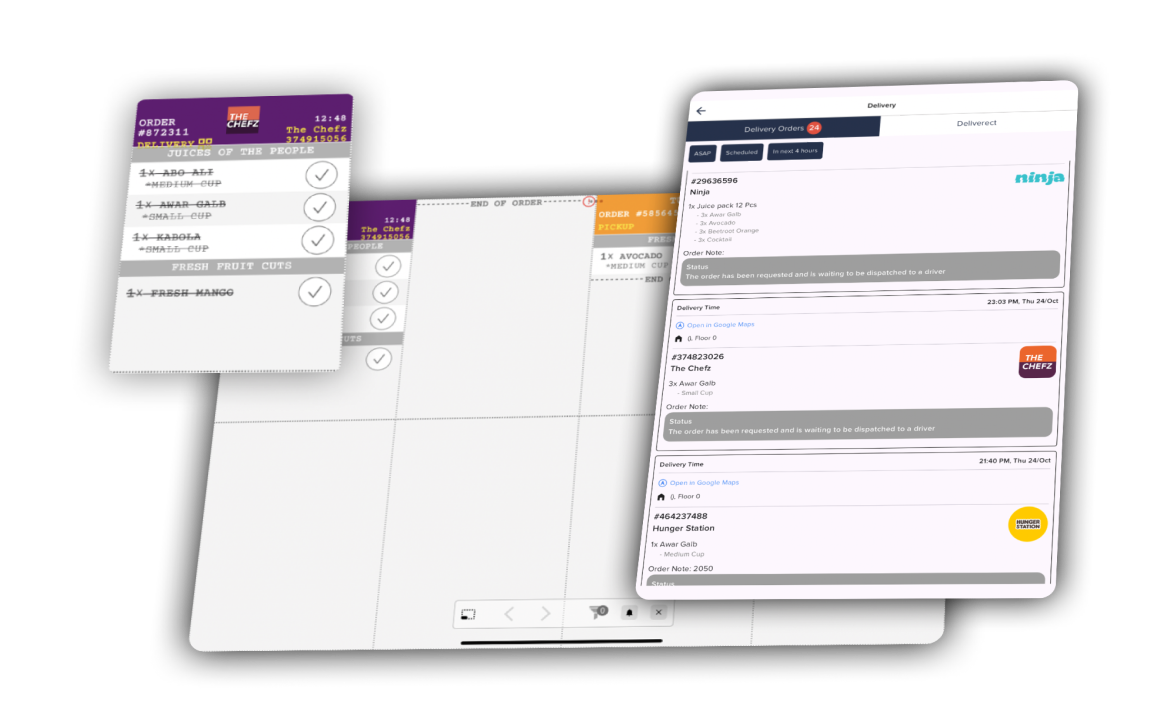 ORDER
#872311
DELIVERY
THE
CHEFZ
12:48
The Chefz
374915056
JUICES OF THE PEOPLE
1× ABO ALI
*MEDIUM CUP
1× AWAR GALB
*SMALL CUP
1× KABOLA
*SMALL CUP
FRESH FRUIT CUTS
1× FRESH MANGO
12:48
The Chefz
374915056
PEOPLE
CUTS
END OF ORDER
ORDER #58564
PICKUP
FRES
1× AVOCADO
*MEDIUM CUP
END
0
Delivery
Delivery Orders 24
Deliverect
ASAP
Scheduled
In next 4 hours
#29636596
ninja
Ninja
1x Juice pack 12 Pcs
- 3x Awar Galb
- 3x Avocado
- 3x Beetroot Orange
- 3x Cocktail
Order Note:
Status
The order has been requested and is waiting to be dispatched to a driver
Delivery Time
23:03 PM, Thu 24/Oct
Open in Google Maps
(), Floor 0
#374823026
The Chefz
THE
CHEFZ
3x Awar Galb
- Small Cup
Order Note:
Status
The order has been requested and is waiting to be dispatched to a driver
Delivery Time
21:40 PM, Thu 24/Oct
Open in Google Maps
(), Floor 0
#464237488
Hunger Station
HUNGER
STATION
1x Awar Galb
- Medium Cup
Order Note: 2050
Status